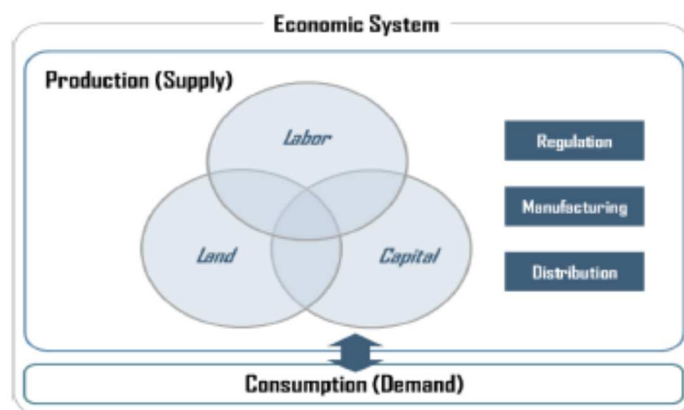 Economic System
Production (Supply)
Labor
Land
Capital
Regulation
Manufacturing
Distribution
Consumption (Demand)